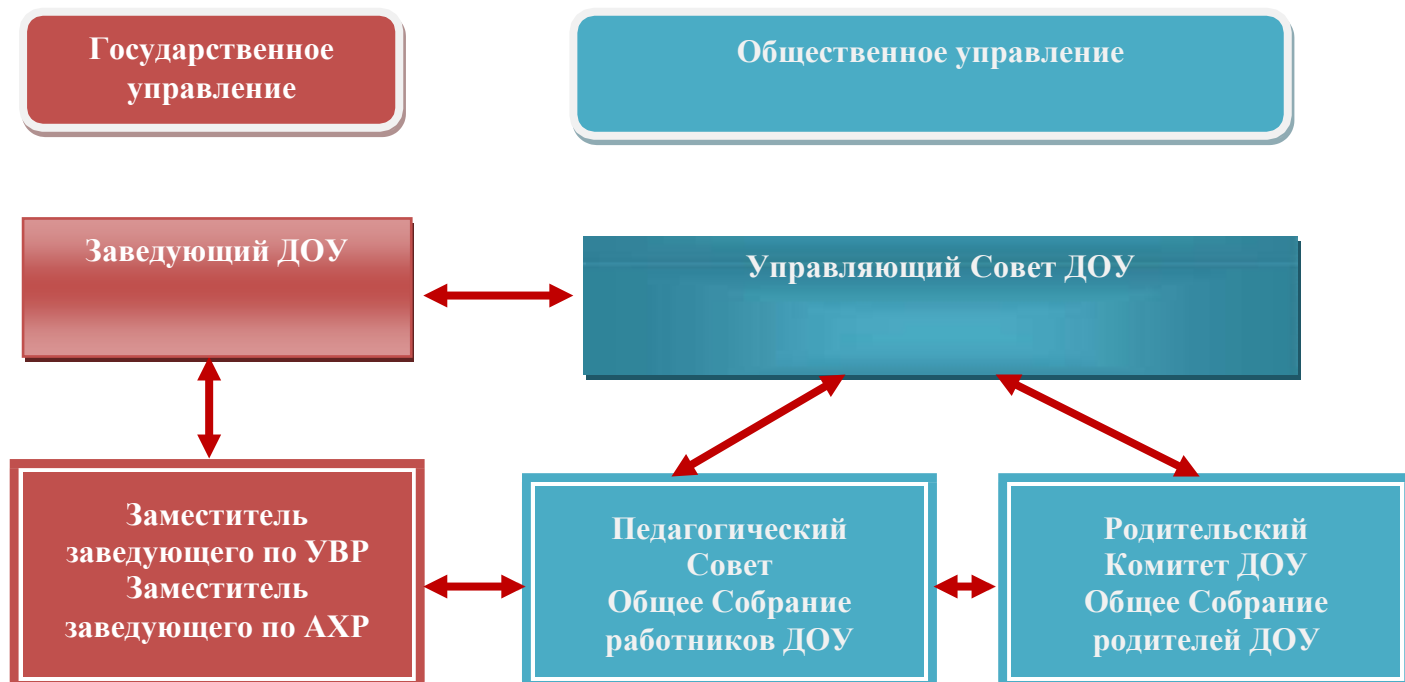 Государственное
управление
Общественное управление
Заведующий ДОУ
Управляющий Совет ДОУ
Заместитель
заведующего по УВР
Заместитель
заведующего по АХР
Педагогический
Совет
Общее Собрание
работников ДОУ
Родительский
Комитет ДОУ
Общее Собрание
родителей ДОУ